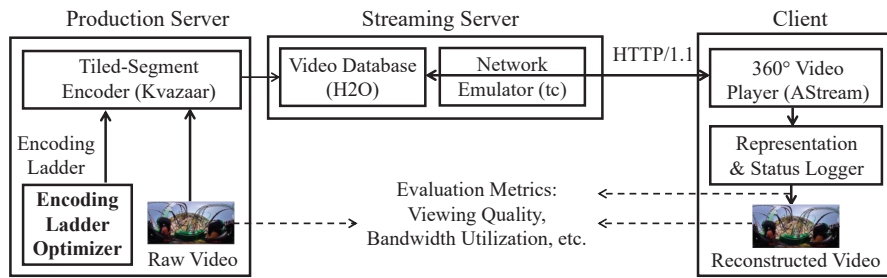 Production Server
Streaming Server
Client
Tiled-Segment
Encoder (Kvazaar)
Video Database
(H2O)
Network
Emulator (tc)
HTTP/1.1
360° Video
Player (AStream)
Encoding
Ladder
Representation
& Status Logger
Encoding
Ladder
Optimizer
Evaluation Metrics:
Viewing Quality,
Bandwidth Utilization, etc.
Raw Video
Reconstructed Video